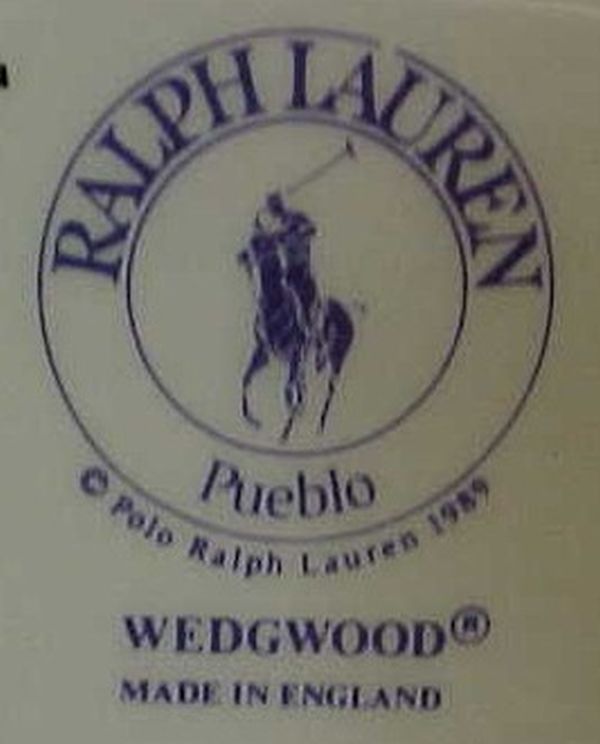 RALPH LAUREN
Pueblo
© Polo Ralph Lauren 1989
WEDGWOOD®
MADE IN ENGLAND